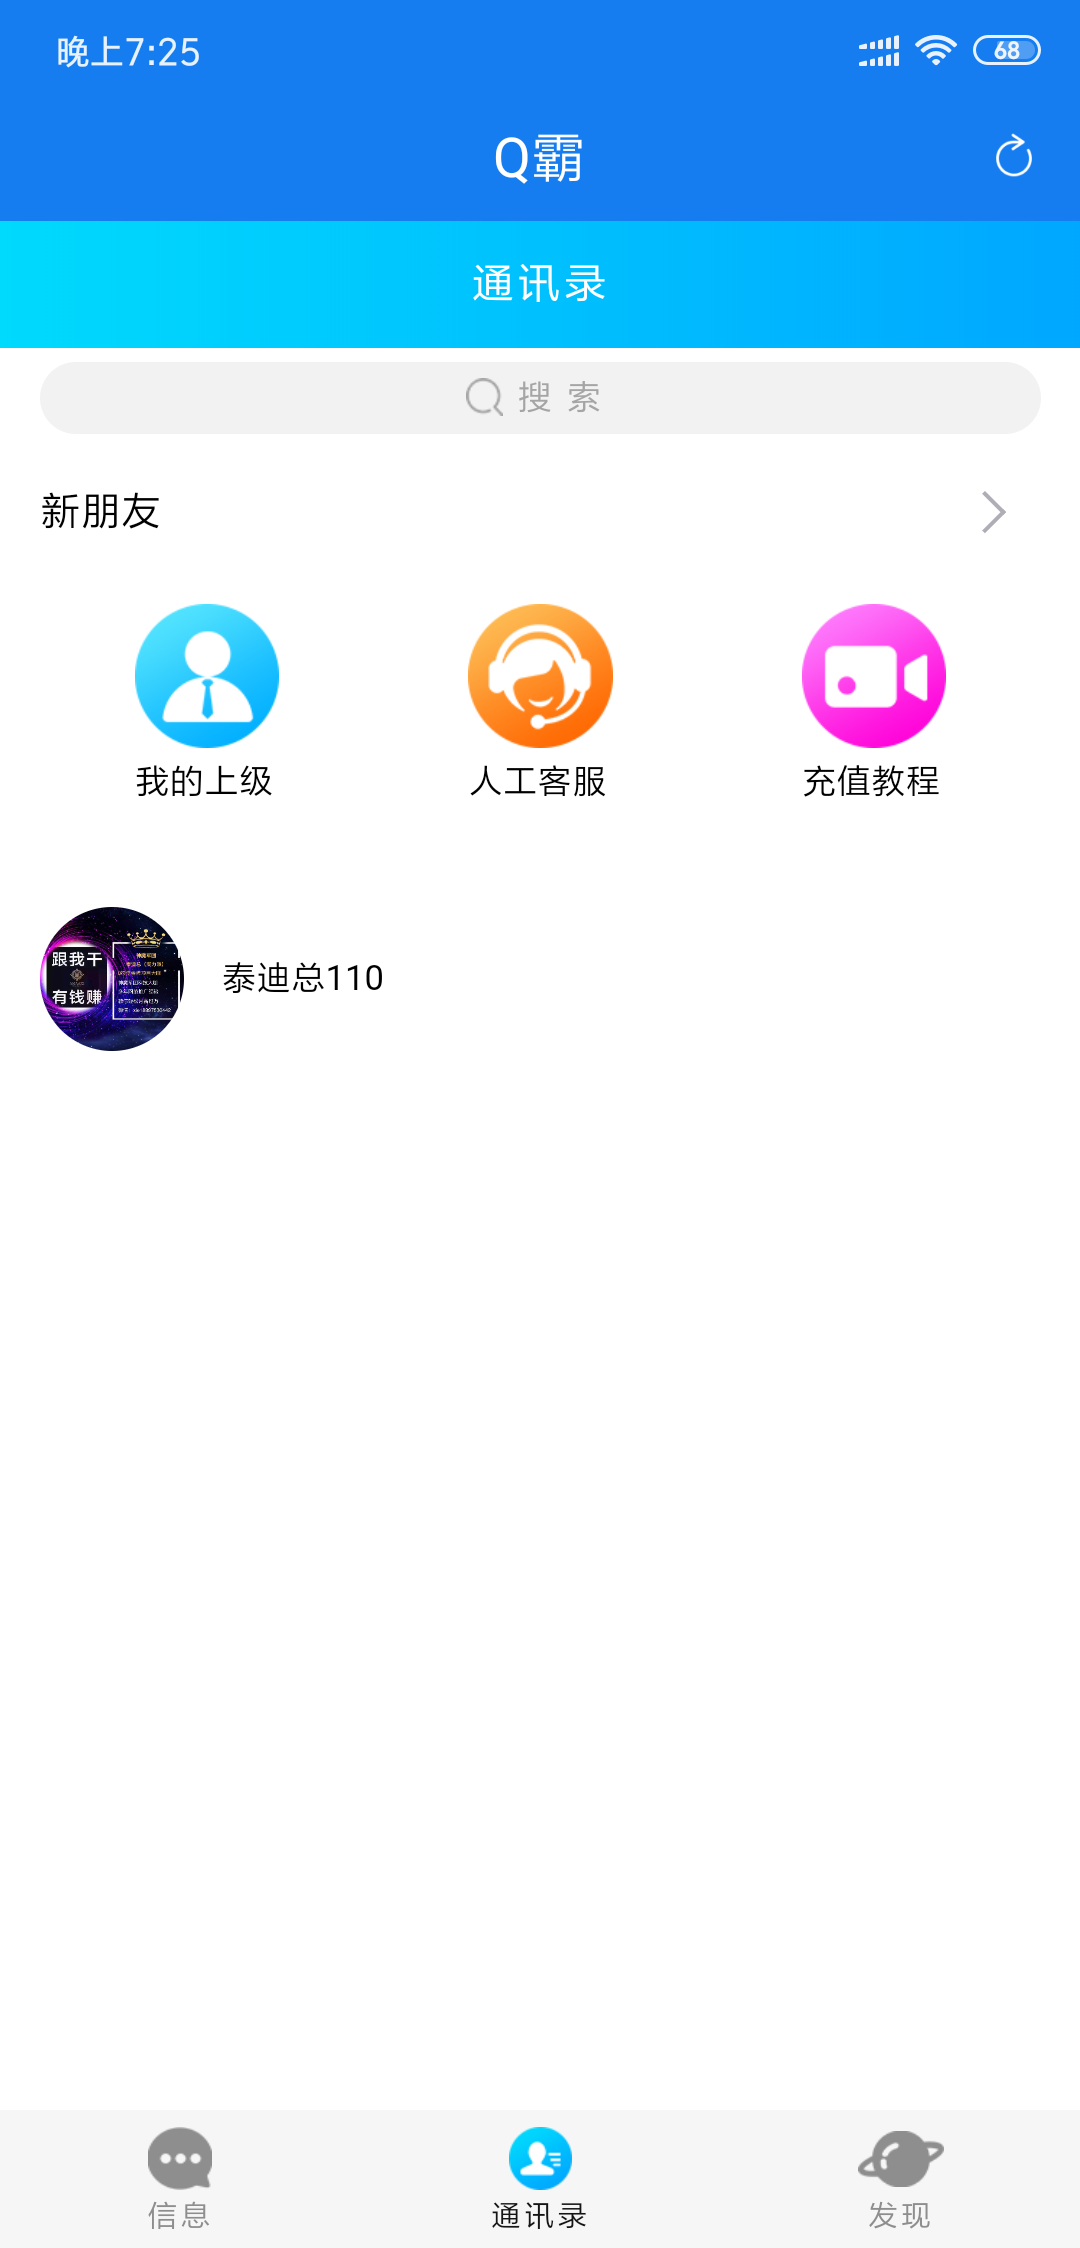 晚上7:25
68
Q霸
通讯录
搜 索
新朋友
我的上级
人工客服
充值教程
跟我干
有钱赚
泰迪总110
信息
通讯录
发现